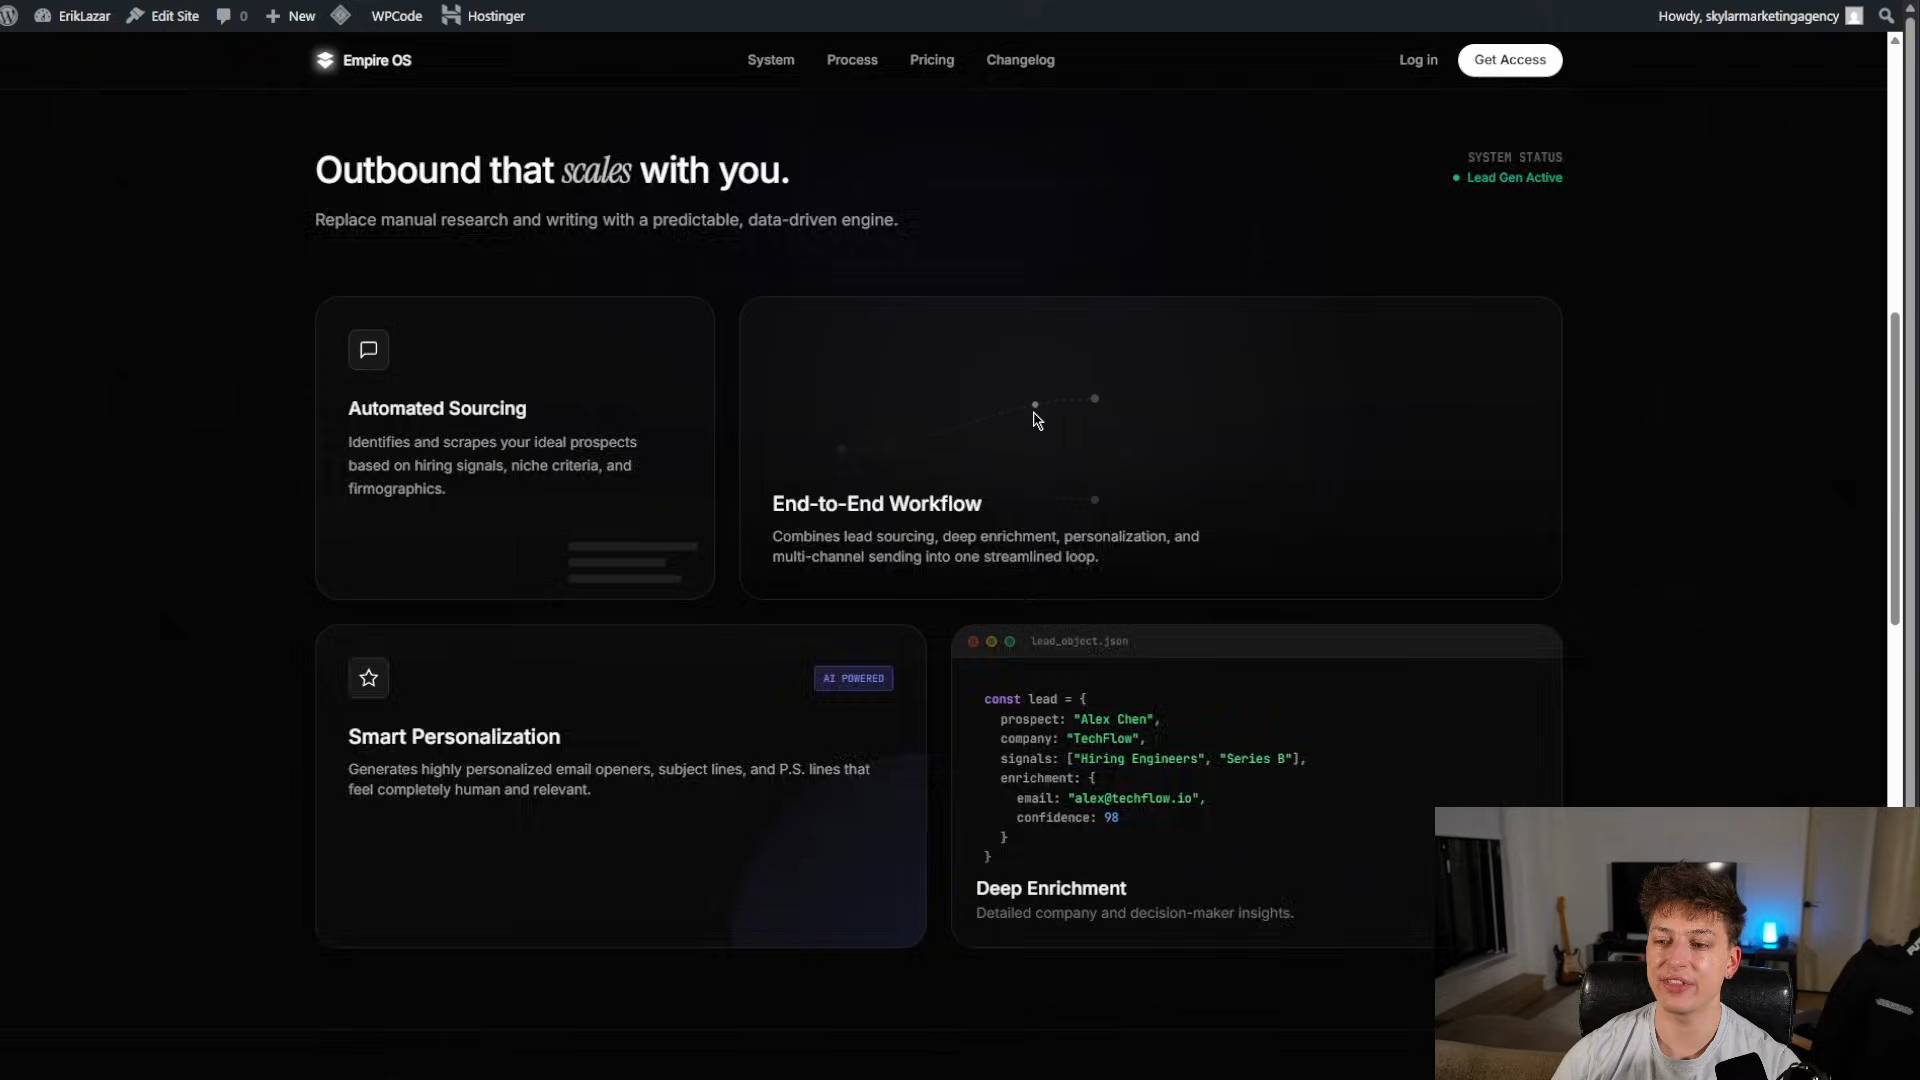 ErikLazar
Edit Site
0
New
WPCode
Hostinger
Howdy, skylarmarketingagency
Empire OS
System
Process
Pricing
Changelog
Log in
Get Access
Outbound that scales with you.
Replace manual research and writing with a predictable, data-driven engine.
SYSTEM STATUS
Lead Gen Active
Automated Sourcing
Identifies and scrapes your ideal prospects
based on hiring signals, niche criteria, and
firmographics.
End-to-End Workflow
Combines lead sourcing, deep enrichment, personalization, and
multi-channel sending into one streamlined loop.
AI POWERED
Smart Personalization
Generates highly personalized email openers, subject lines, and P.S. lines that
feel completely human and relevant.
lead_object.json
const lead = {
prospect: "Alex Chen",
company: "TechFlow",
signals: ["Hiring Engineers", "Series B"],
enrichment: {
email: "alex@techflow.io",
confidence: 98
}
}
Deep Enrichment
Detailed company and decision-maker insights.